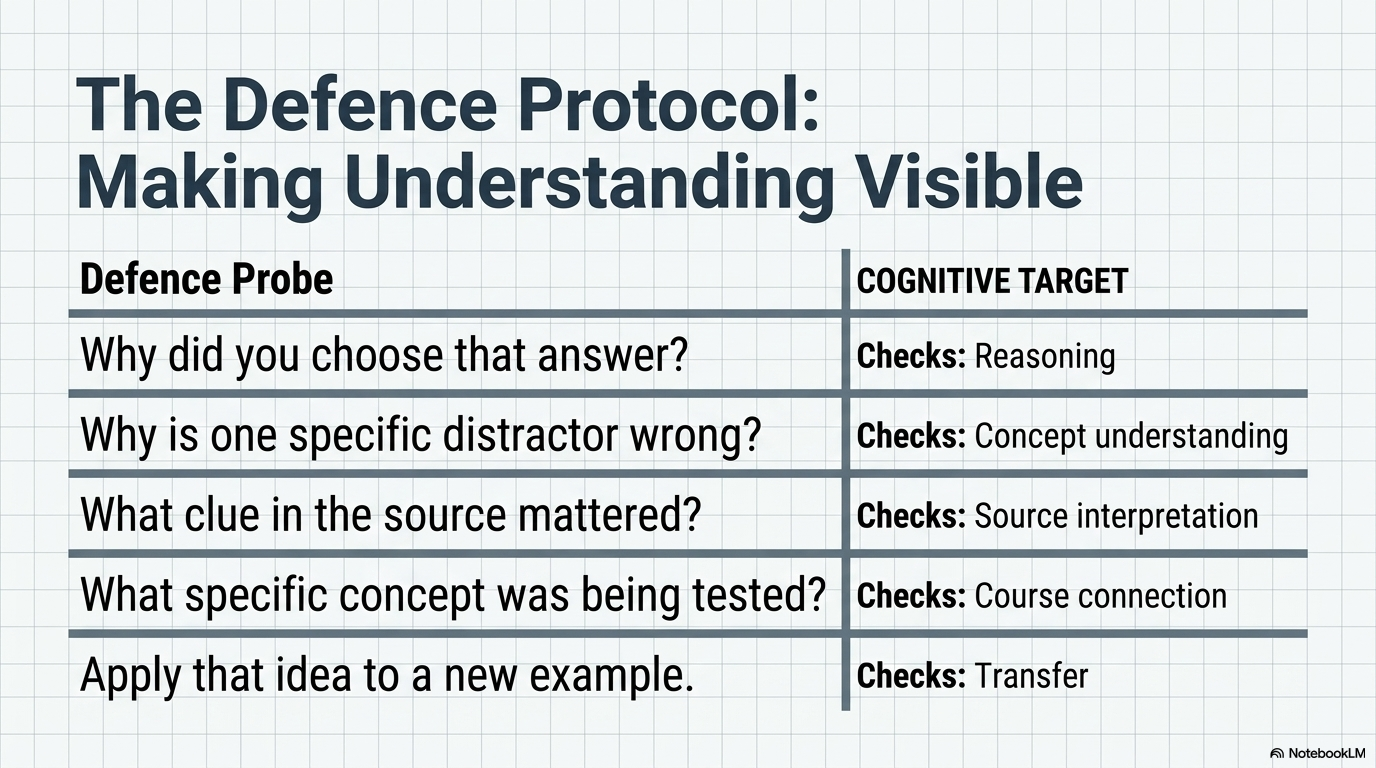 The Defence Protocol:
Making Understanding Visible
Defence Probe
COGNITIVE TARGET
Why did you choose that answer?
Checks: Reasoning
Why is one specific distractor wrong?
Checks: Concept understanding
What clue in the source mattered?
Checks: Source interpretation
What specific concept was being tested?
Checks: Course connection
Apply that idea to a new example.
Checks: Transfer
NotebookLM